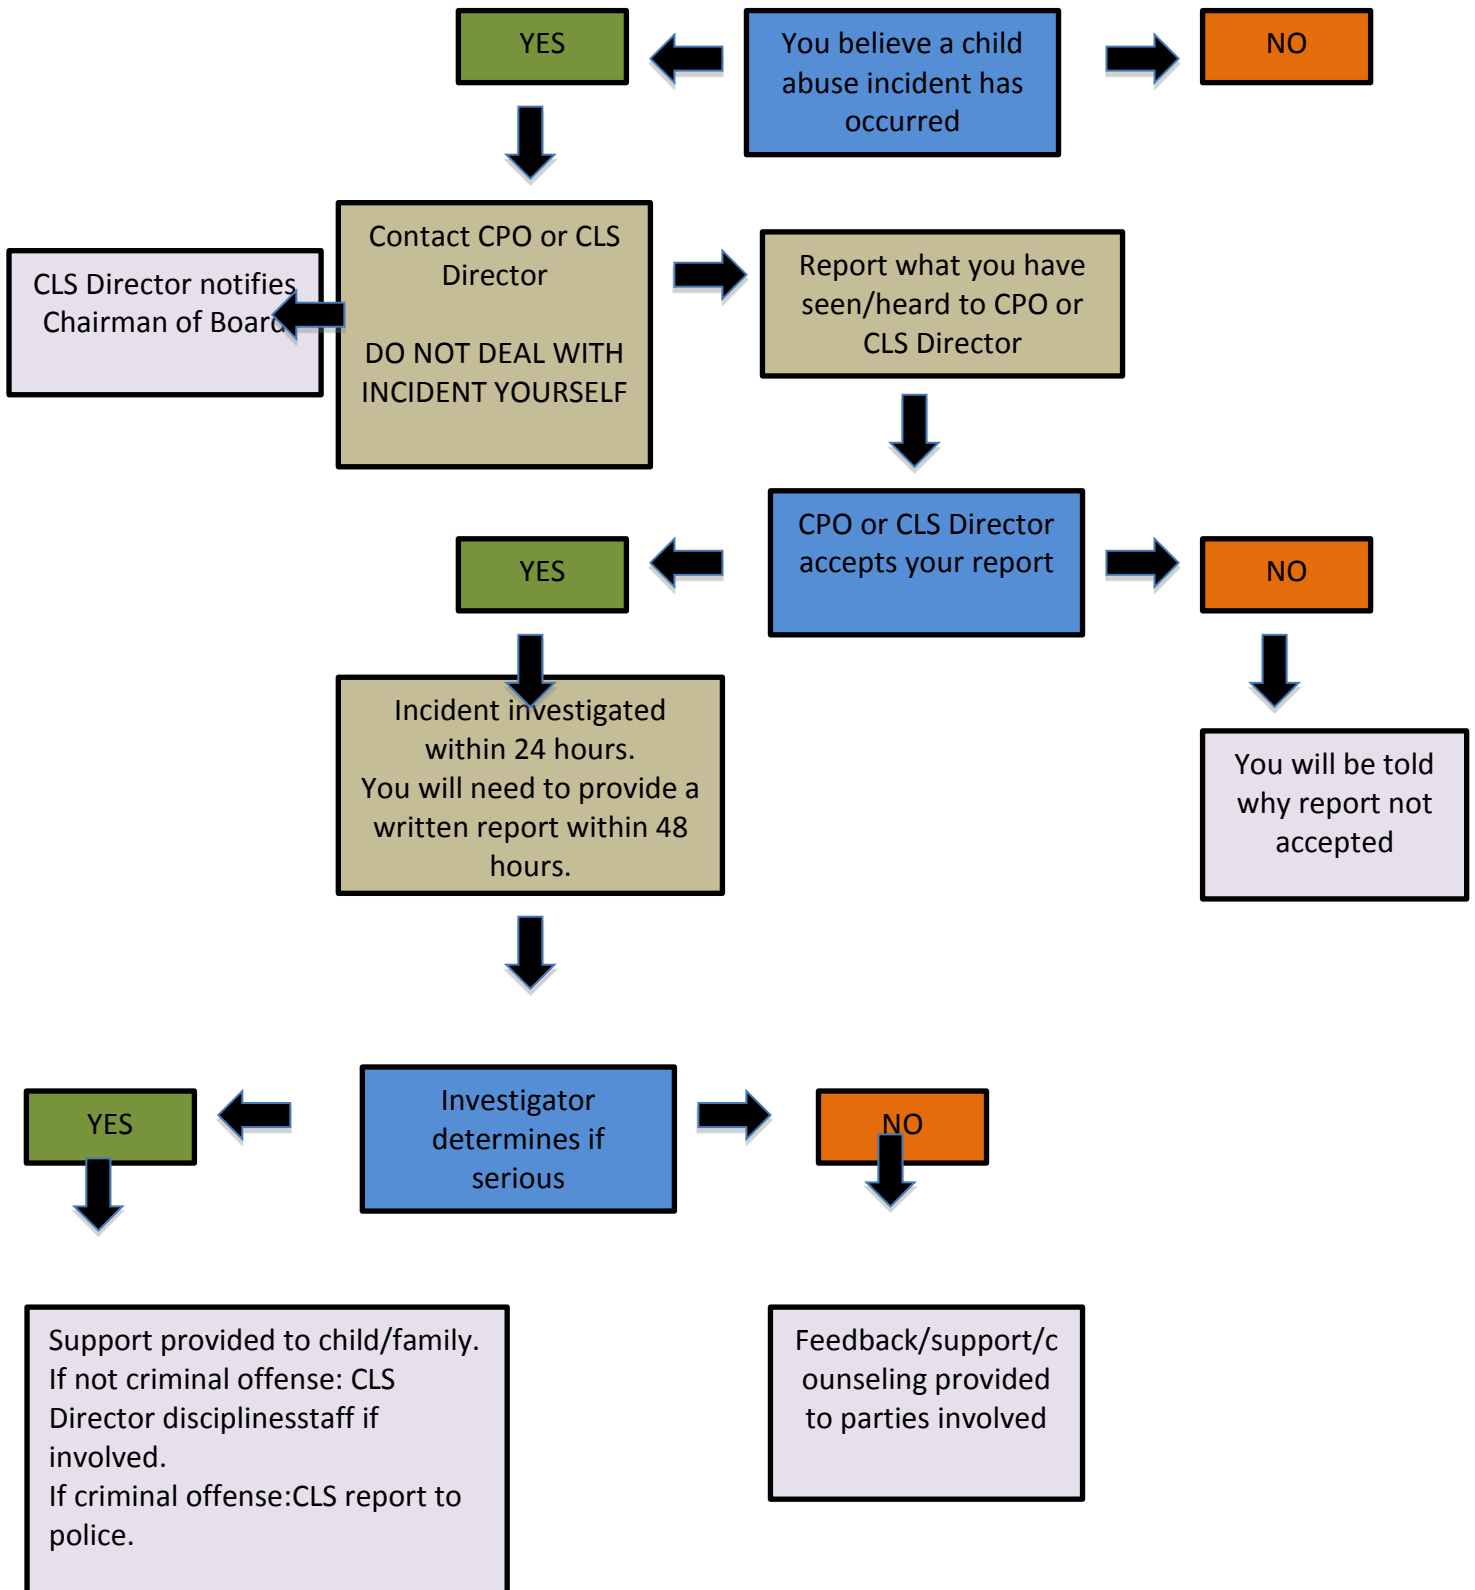 YES
You believe a child
abuse incident has
occurred
NO
CLS Director notifies
Chairman of Board
Contact CPO or CLS
Director
DO NOT DEAL WITH
INCIDENT YOURSELF
Report what you have
seen/heard to CPO or
CLS Director
YES
CPO or CLS Director
accepts your report
NO
Incident investigated
within 24 hours.
You will need to provide a
written report within 48
hours.
You will be told
why report not
accepted
YES
Investigator
determines if
serious
NO
Support provided to child/family.
If not criminal offense: CLS
Director disciplinesstaff if
involved.
If criminal offense:CLS report to
police.
Feedback/support/c
ounseling provided
to parties involved